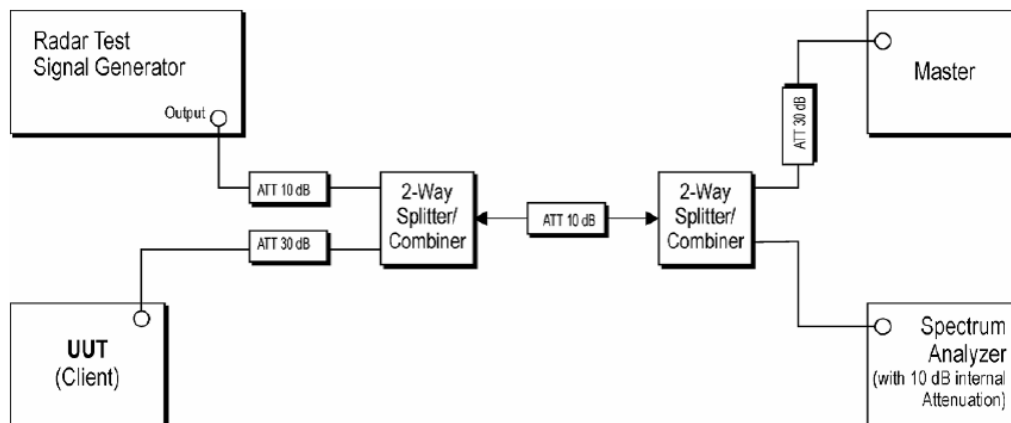 Radar Test
Signal Generator
Output
Master
ATT 30 dB
ATT 10 dB
2-Way
Splitter/
Combiner
ATT 10 dB
2-Way
Splitter/
Combiner
ATT 30 dB
UUT
(Client)
Spectrum
Analyzer
(with 10 dB internal
Attenuation)